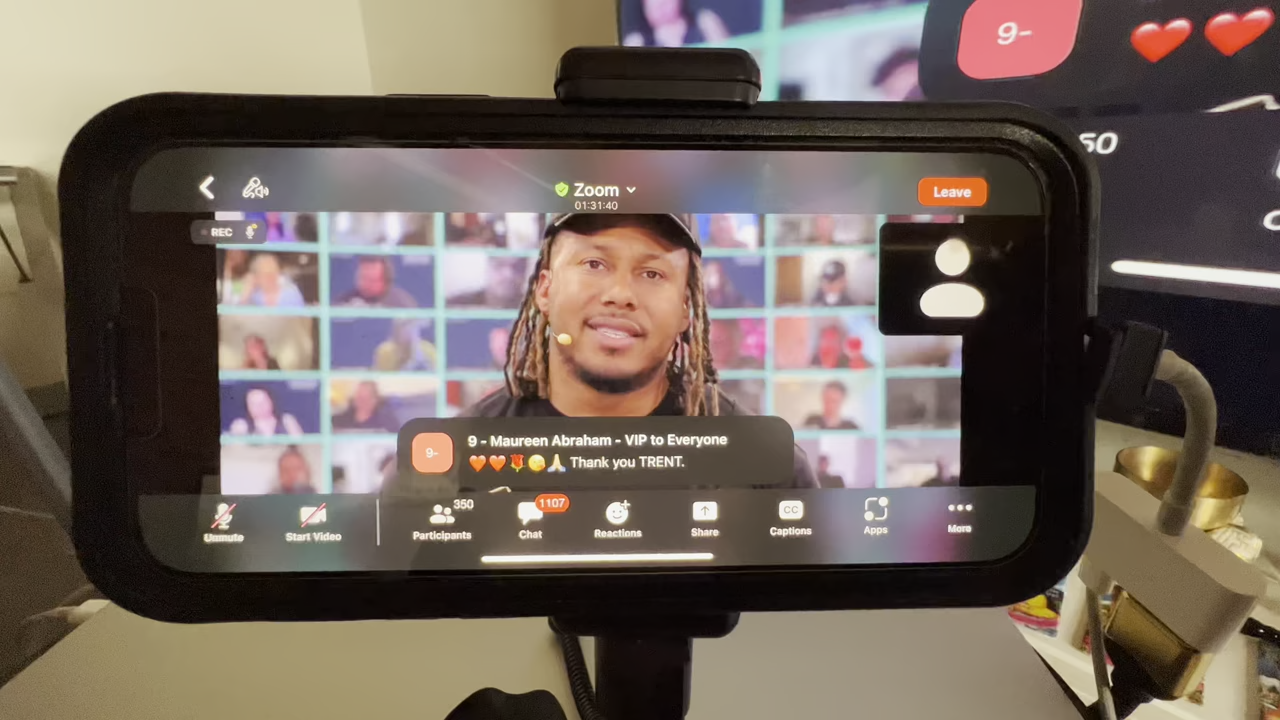 9-
50
Zoom
01:31:40
Leave
REC
9 - Maureen Abraham - VIP to Everyone
9-
❤️❤️🌹😘🙏 Thank you TRENT.
350
1107
Unmute
Start Video
Participants
Chat
Reactions
Share
CC
Captions
Apps
More